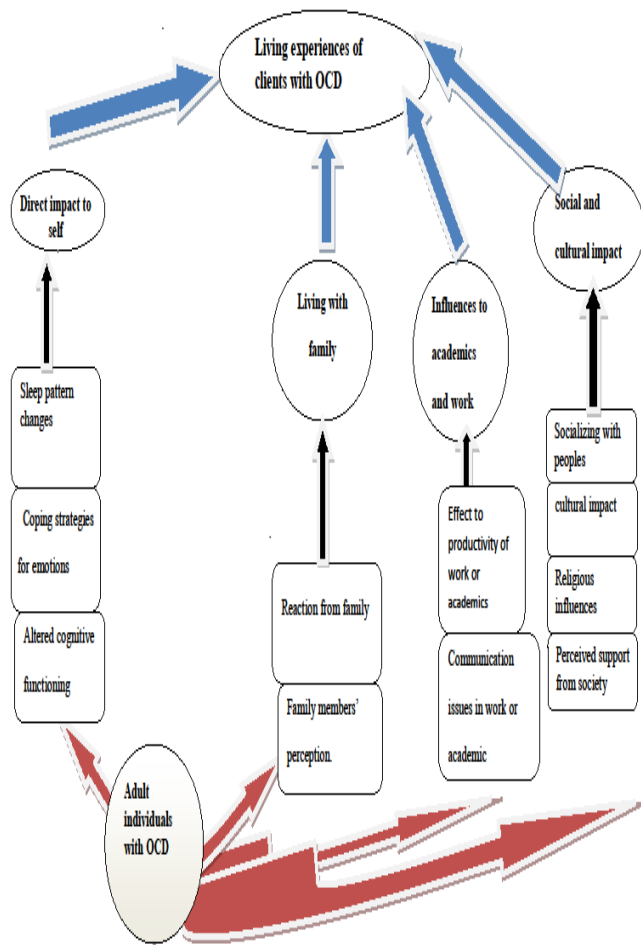 Living experiences of
clients with OCD
Direct impact to
self
Social and
cultural impact
Living with
family
Influences to
academics
and work
Sleep pattern
changes
Coping strategies
for emotions
Altered cognitive
functioning
Reaction from family
Family members’
perception.
Effect to
productivity of
work or
academics
Communication
issues in work or
academic
Socializing with
peoples
cultural impact
Religious
influences
Perceived support
from society
Adult
individuals
with OCD